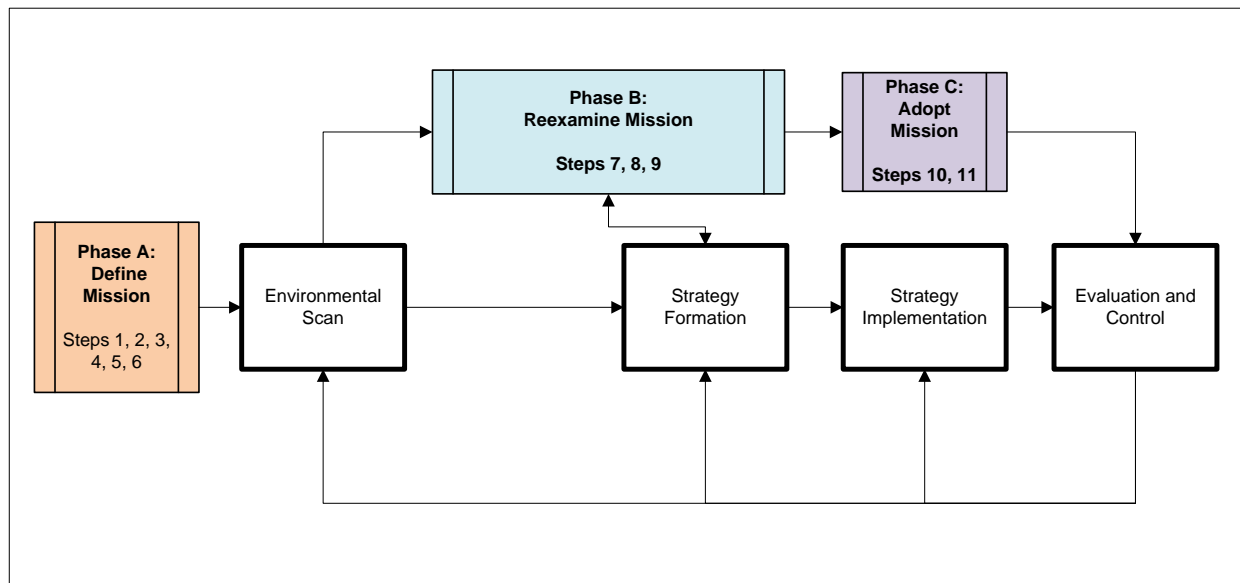 Phase B:
Reexamine Mission
Steps 7, 8, 9
Phase C:
Adopt
Mission
Steps 10, 11
Phase A:
Define
Mission
Steps 1, 2, 3,
4, 5, 6
Environmental
Scan
Strategy
Formation
Strategy
Implementation
Evaluation and
Control